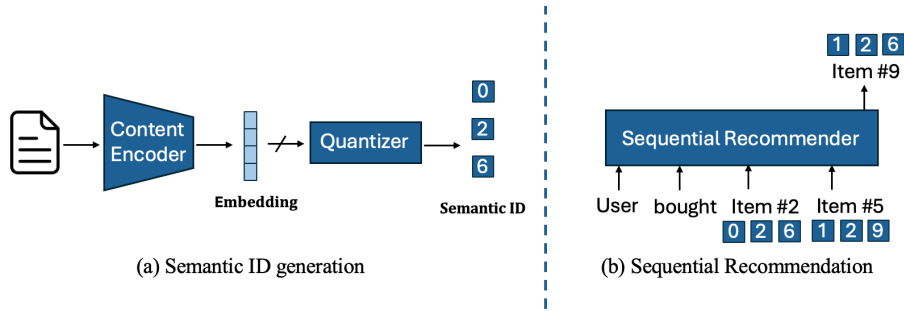 Content
Encoder
Embedding
Quantizer
0
2
6
Semantic ID
(a) Semantic ID generation
1 2 6
Item #9
Sequential Recommender
User bought Item #2 Item #5
0 2 6 1 2 9
(b) Sequential Recommendation